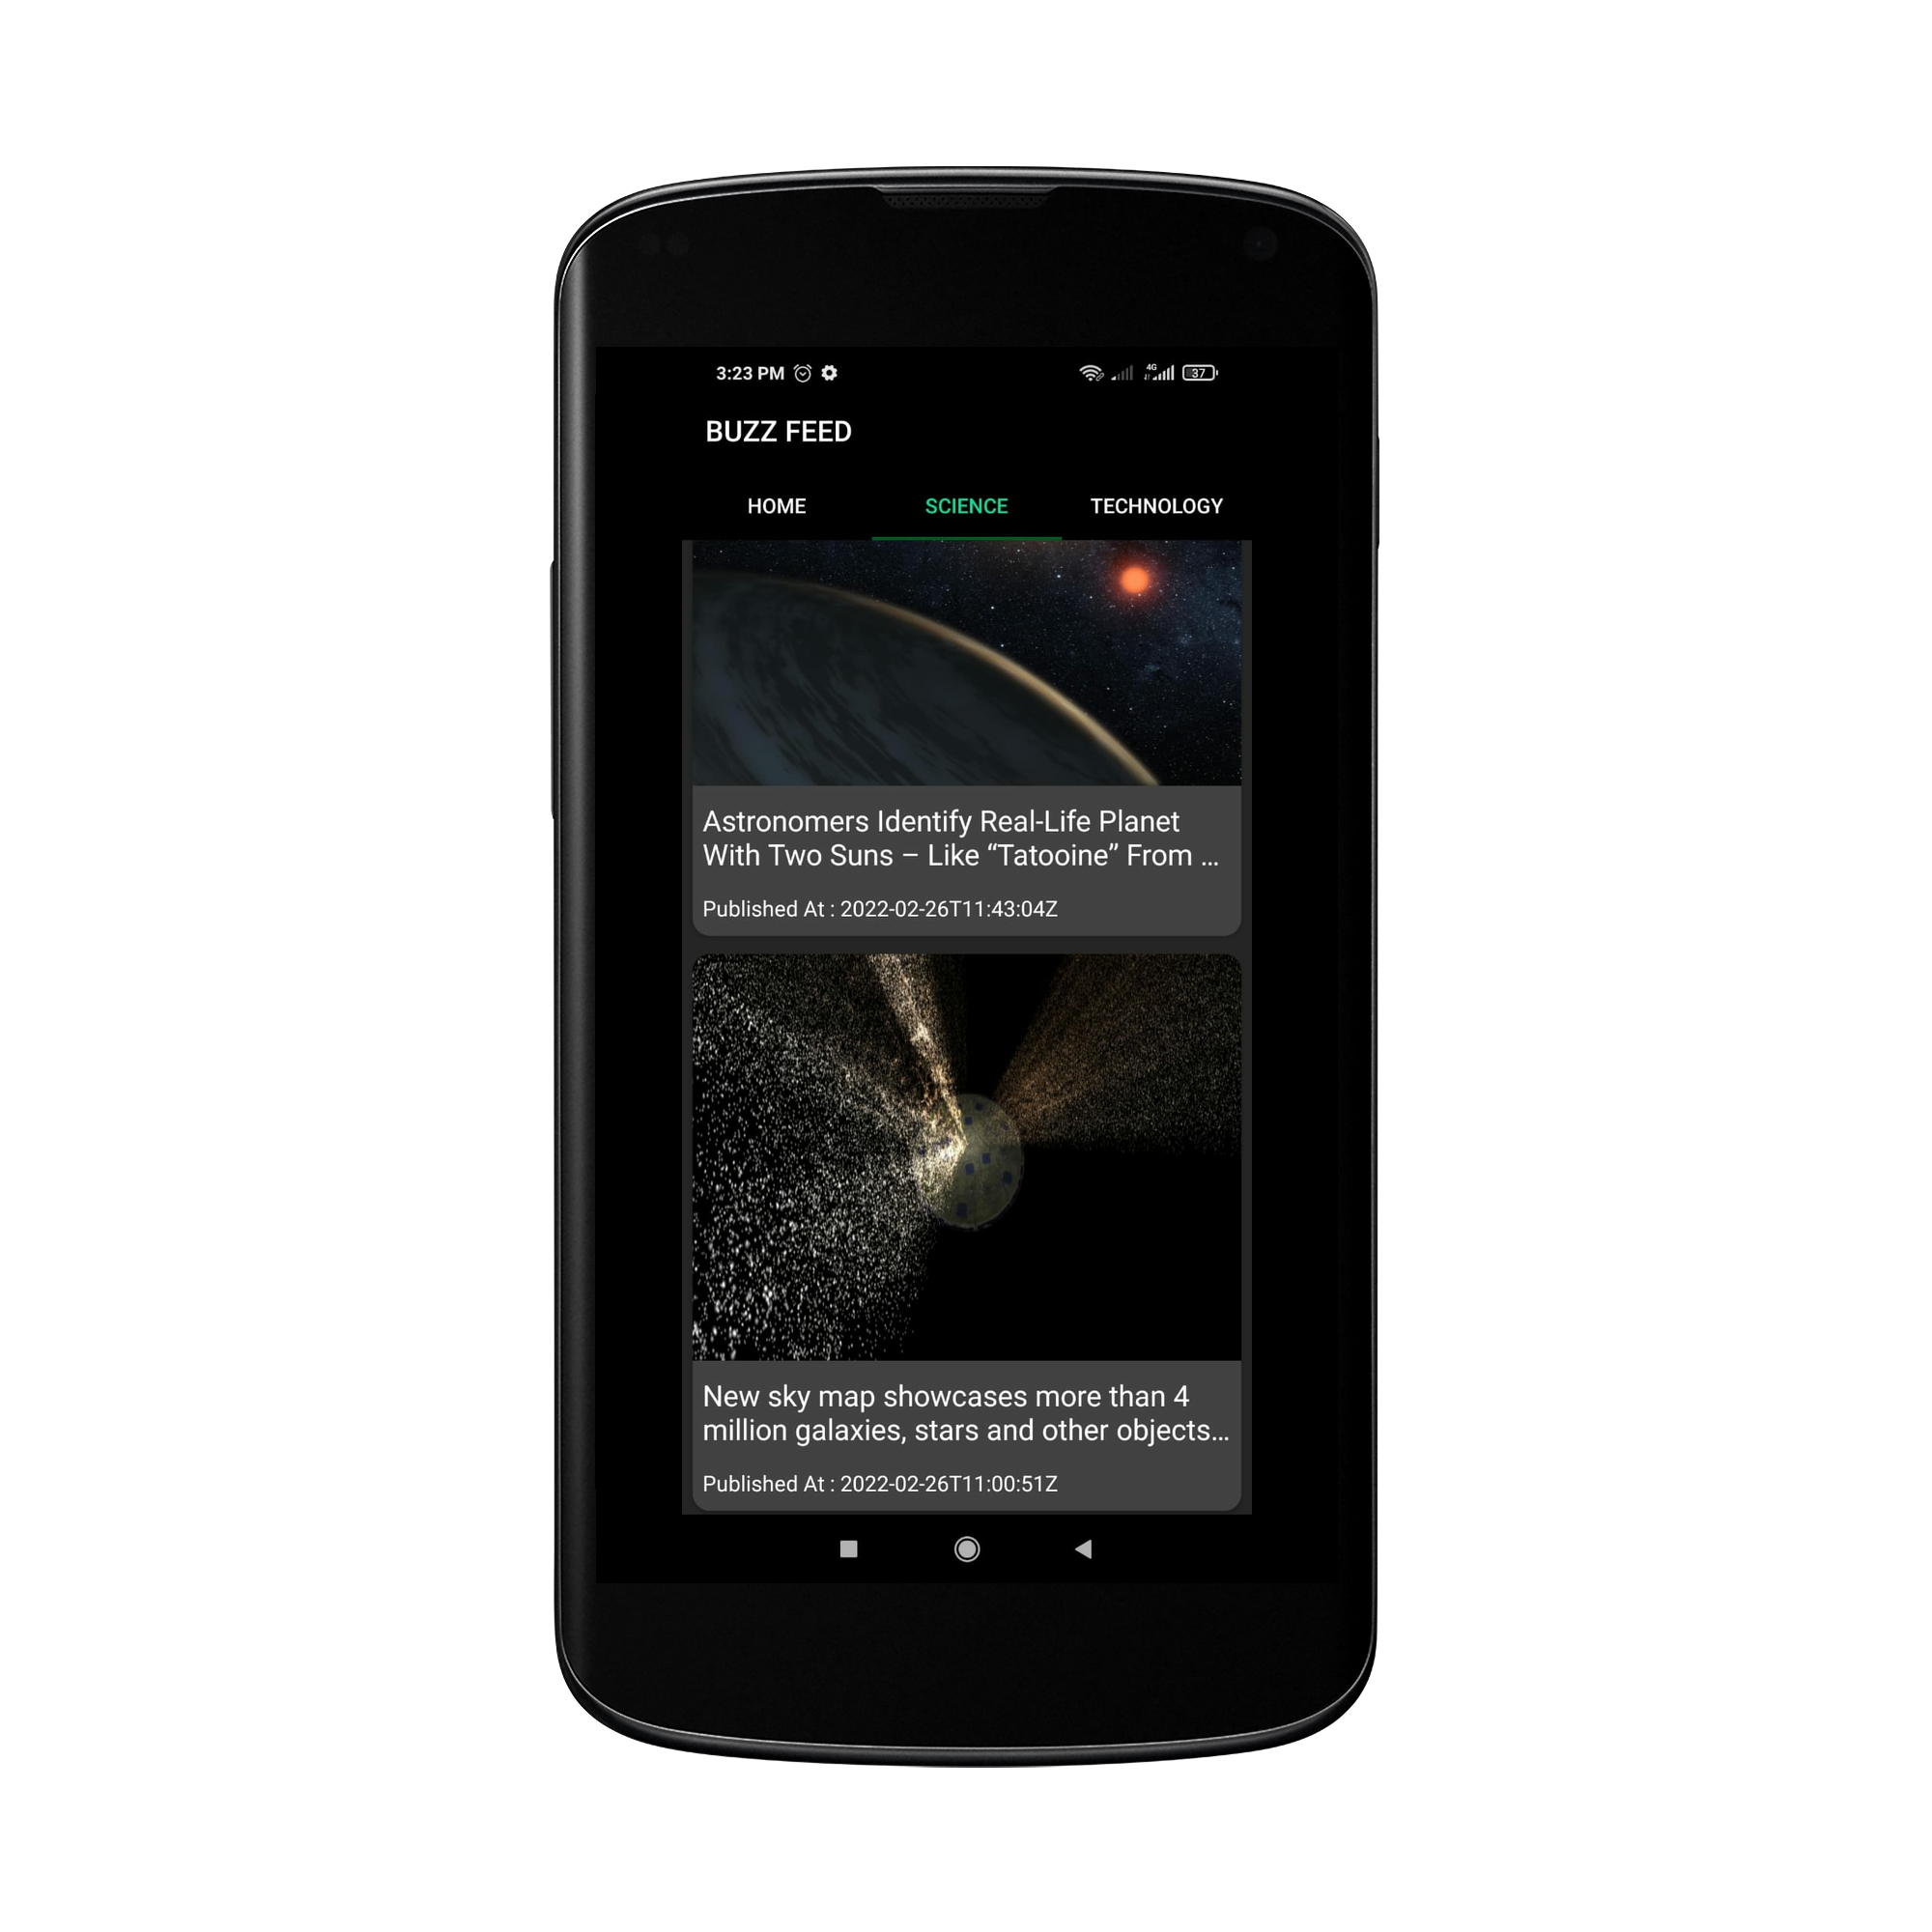 3:23 PM
4G
37
BUZZ FEED
HOME SCIENCE TECHNOLOGY
Astronomers Identify Real-Life Planet
With Two Suns – Like “Tatooine” From ...
Published At : 2022-02-26T11:43:04Z
New sky map showcases more than 4
million galaxies, stars and other objects...
Published At : 2022-02-26T11:00:51Z